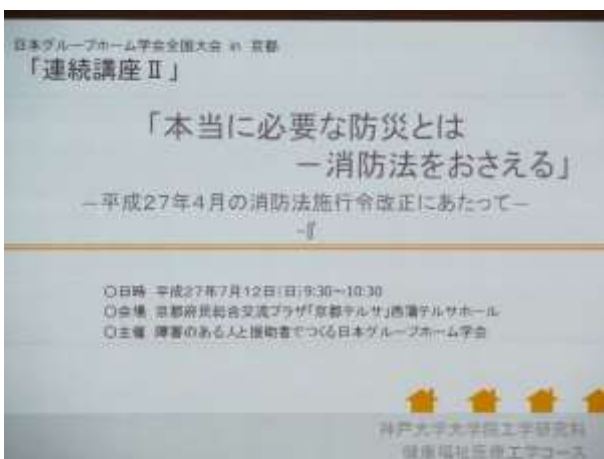 日本グループホーム学会全国大会 in 京都
「連続講座Ⅱ」
「本当に必要な防災とは
－消防法をおさえる」
－平成27年4月の消防法施行令改正にあたって－
○日時 平成27年7月12日(日)9:30～10:30
○会場 京都府民総合交流プラザ「京都テルサ」西館テルサホール
○主催 障害のある人と援助者でつくる日本グループホーム学会
神戸大学大学院工学研究科
健康福祉医療工学コース